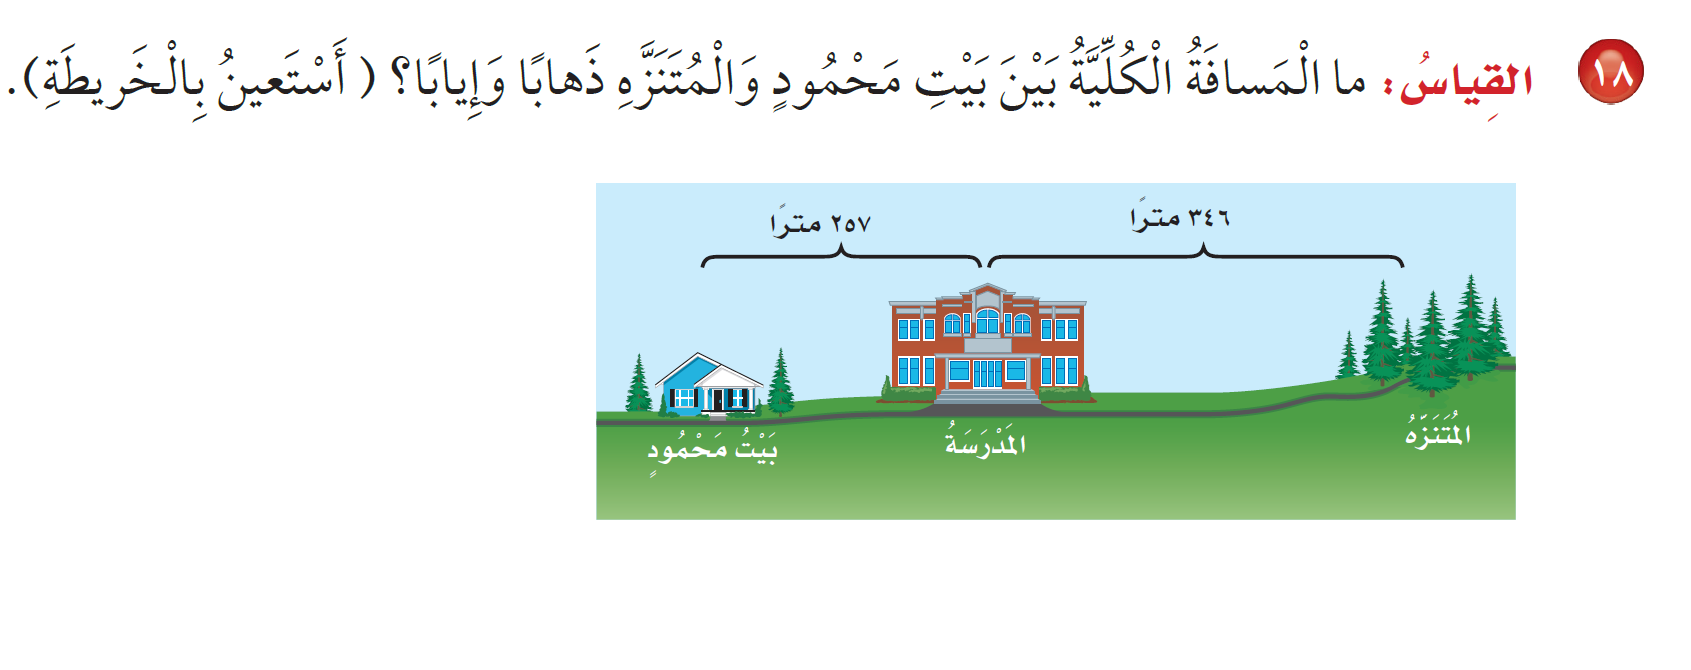 ١٨ القِياسُ: ما الْمَسافَةُ الْكُلِّيَّةُ بَيْنَ بَيْتِ مَحْمُودٍ وَالْمُتَنَزَّهِ ذَهابًا وَإِيابًا؟ ( أَسْتَعينُ بِالْخَريطَةِ).
٣٤٦ مترًا
٢٥٧ مترًا
المُتَنَزّهُ
المَدْرَسَةُ
بَيْتُ مَحْمُودٍ